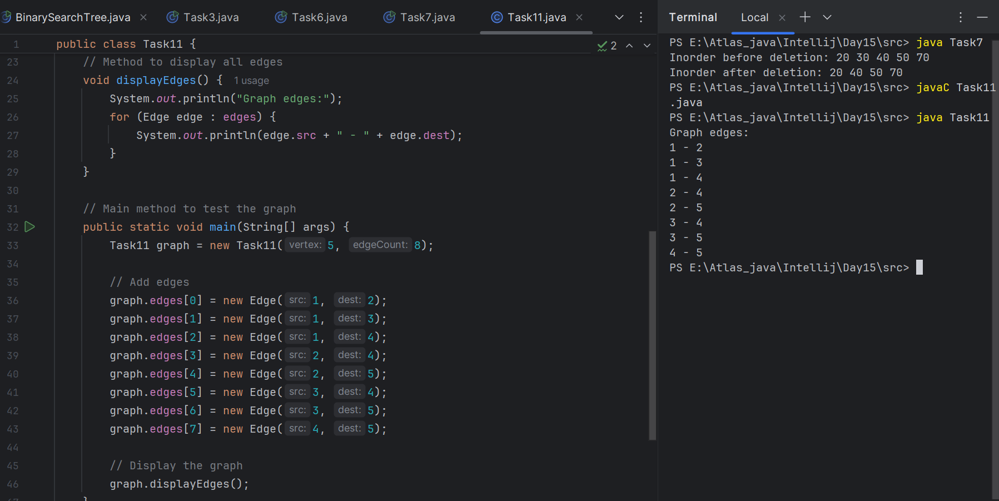 BinarySearchTree.java
Task3.java
Task6.java
Task7.java
Task11.java
1 public class Task11 {
2
23 // Method to display all edges
24 void displayEdges() { 1 usage
25 System.out.println("Graph edges:");
26 for (Edge edge : edges) {
27 System.out.println(edge.src + " - " + edge.dest);
28 }
29 }
30
31 // Main method to test the graph
32 public static void main(String[] args) {
33 Task11 graph = new Task11( vertex: 5, edgeCount: 8);
34
35 // Add edges
36 graph.edges[0] = new Edge( src: 1, dest: 2);
37 graph.edges[1] = new Edge( src: 1, dest: 3);
38 graph.edges[2] = new Edge( src: 1, dest: 4);
39 graph.edges[3] = new Edge( src: 2, dest: 4);
40 graph.edges[4] = new Edge( src: 2, dest: 5);
41 graph.edges[5] = new Edge( src: 3, dest: 4);
42 graph.edges[6] = new Edge( src: 3, dest: 5);
43 graph.edges[7] = new Edge( src: 4, dest: 5);
44
45 // Display the graph
46 graph.displayEdges();
}
Terminal
Local
PS E:\Atlas_java\Intellij\Day15\src> java Task7
Inorder before deletion: 20 30 40 50 70
Inorder after deletion: 20 40 50 70
PS E:\Atlas_java\Intellij\Day15\src> javaC Task11
.java
PS E:\Atlas_java\Intellij\Day15\src> java Task11
Graph edges:
1 - 2
1 - 3
1 - 4
2 - 4
2 - 5
3 - 4
3 - 5
4 - 5
PS E:\Atlas_java\Intellij\Day15\src>